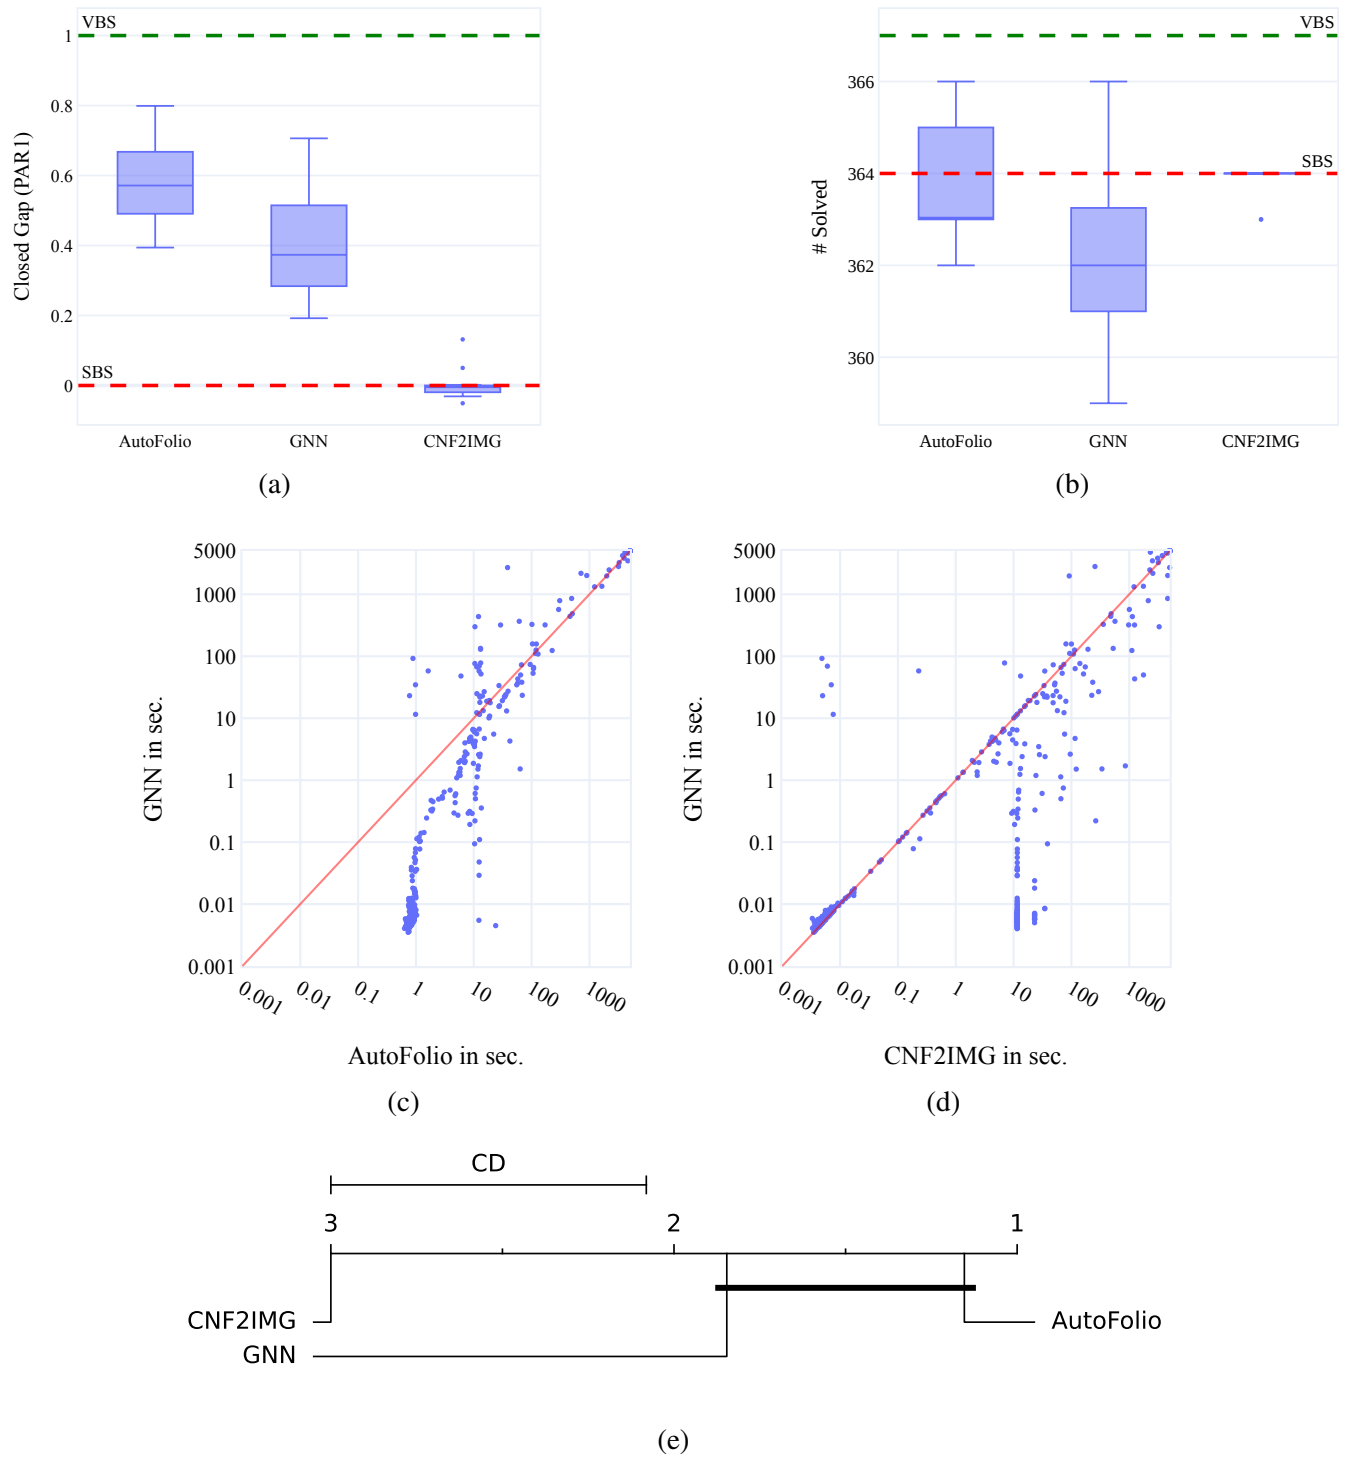 VBS
1
0.8
0.6
0.4
0.2
SBS
0
Closed Gap (PAR1)
AutoFolio GNN CNF2IMG
(a)
VBS
366
SBS
364
362
360
# Solved
AutoFolio GNN CNF2IMG
(b)
5000
1000
100
10
1
0.1
0.01
0.001
GNN in sec.
0.001 0.01 0.1 1 10 100 1000
AutoFolio in sec.
(c)
5000
1000
100
10
1
0.1
0.01
0.001
GNN in sec.
0.001 0.01 0.1 1 10 100 1000
CNF2IMG in sec.
(d)
CD
3 2 1
CNF2IMG AutoFolio
GNN
(e)